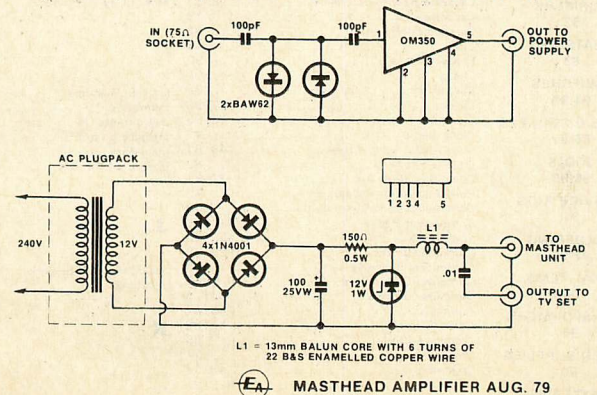 100pF
100pF
IN (75Ω
SOCKET)
1
OM350
5
2
3
4
OUT TO
POWER
SUPPLY
2xBAW62
AC PLUGPACK
1 2 3 4 5
240V
12V
4x1N4001
150Ω
0.5W
L1
TO
MASTHEAD
UNIT
100
25VW
+
-
12V
1W
.01
OUTPUT TO
TV SET
L1 = 13mm BALUN CORE WITH 6 TURNS OF
22 B&S ENAMELLED COPPER WIRE
EA MASTHEAD AMPLIFIER AUG. 79